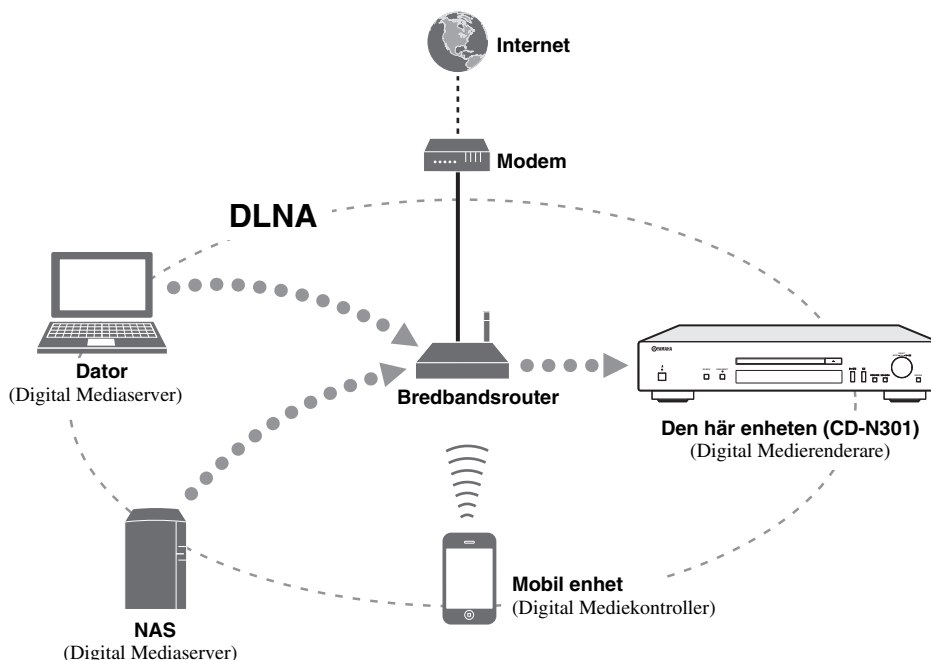 Internet
Modem
DLNA
YAMAHA
Dator
(Digital Mediaserver)
Bredbandsrouter
Den här enheten (CD-N301)
(Digital Medierenderare)
Mobil enhet
(Digital Mediekontroller)
NAS
(Digital Mediaserver)